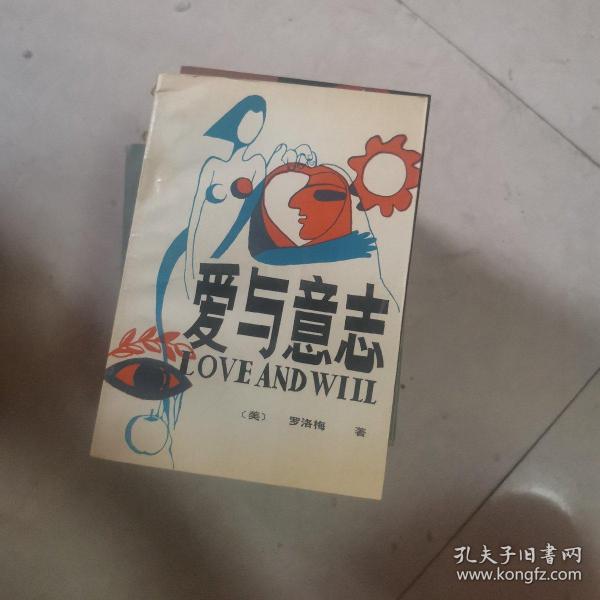 爱与意志
LOVE AND WILL
〔美〕 罗洛梅 著
孔夫子旧书网
www.kongfz.com